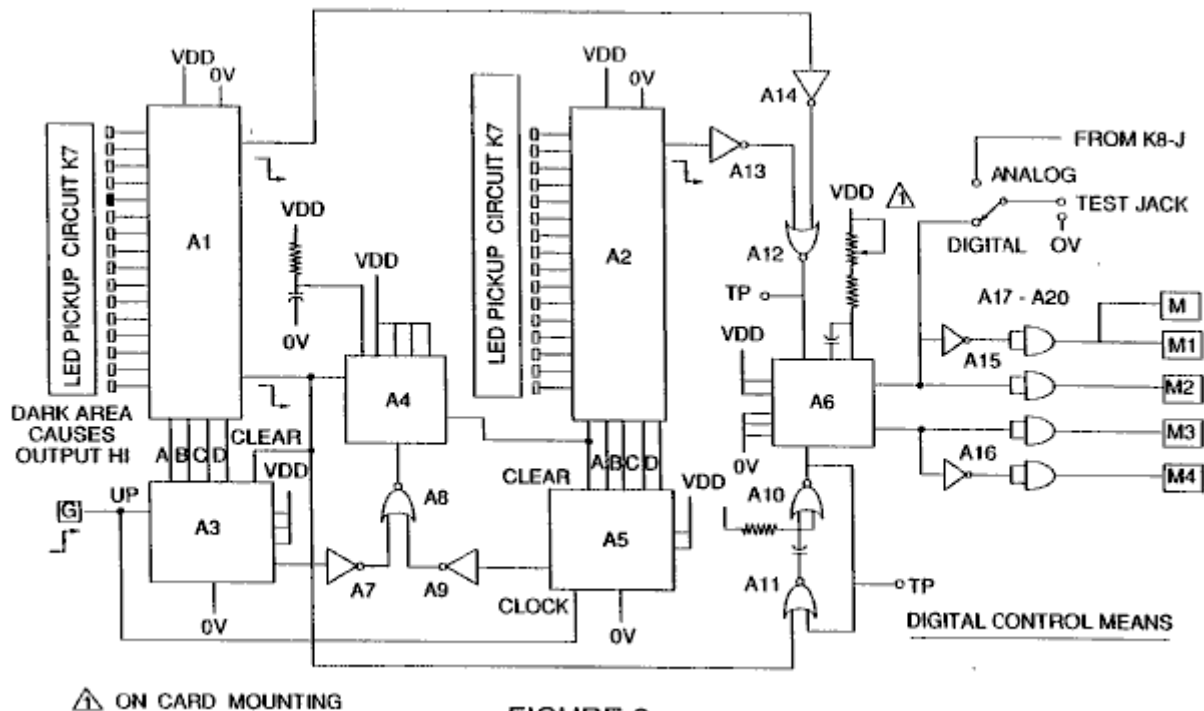 VDD
0V
A1
LED PICKUP CIRCUIT K7
DARK AREA
CAUSES
OUTPUT HI
A B C D
CLEAR
VDD
G
UP
A3
0V
VDD
0V
VDD
A4
A8
A7
A9
LED PICKUP CIRCUIT K7
VDD
0V
A2
A13
A14
A12
TP
VDD
1
A B C D
CLEAR
VDD
A5
CLOCK
0V
VDD
0V
A6
A10
A11
TP
FROM K8-J
ANALOG
TEST JACK
DIGITAL
0V
A17 - A20
A15
A16
M
M1
M2
M3
M4
DIGITAL CONTROL MEANS
1 ON CARD MOUNTING